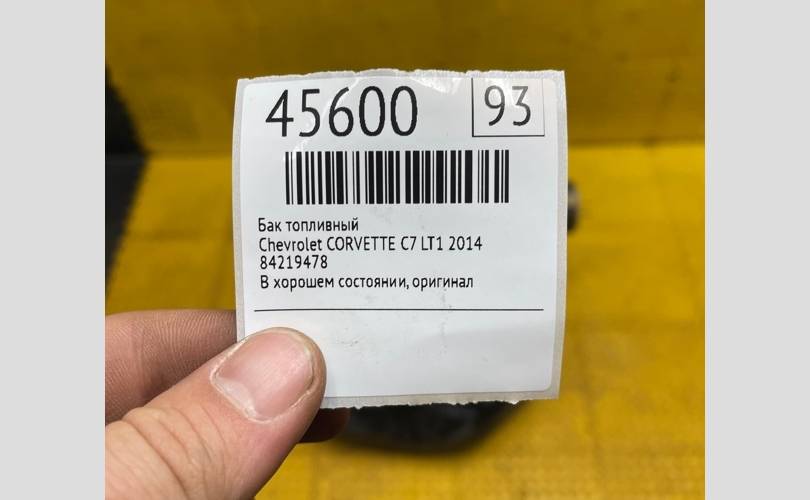 45600 93
Бак топливный
Chevrolet CORVETTE C7 LT1 2014
84219478
В хорошем состоянии, оригинал